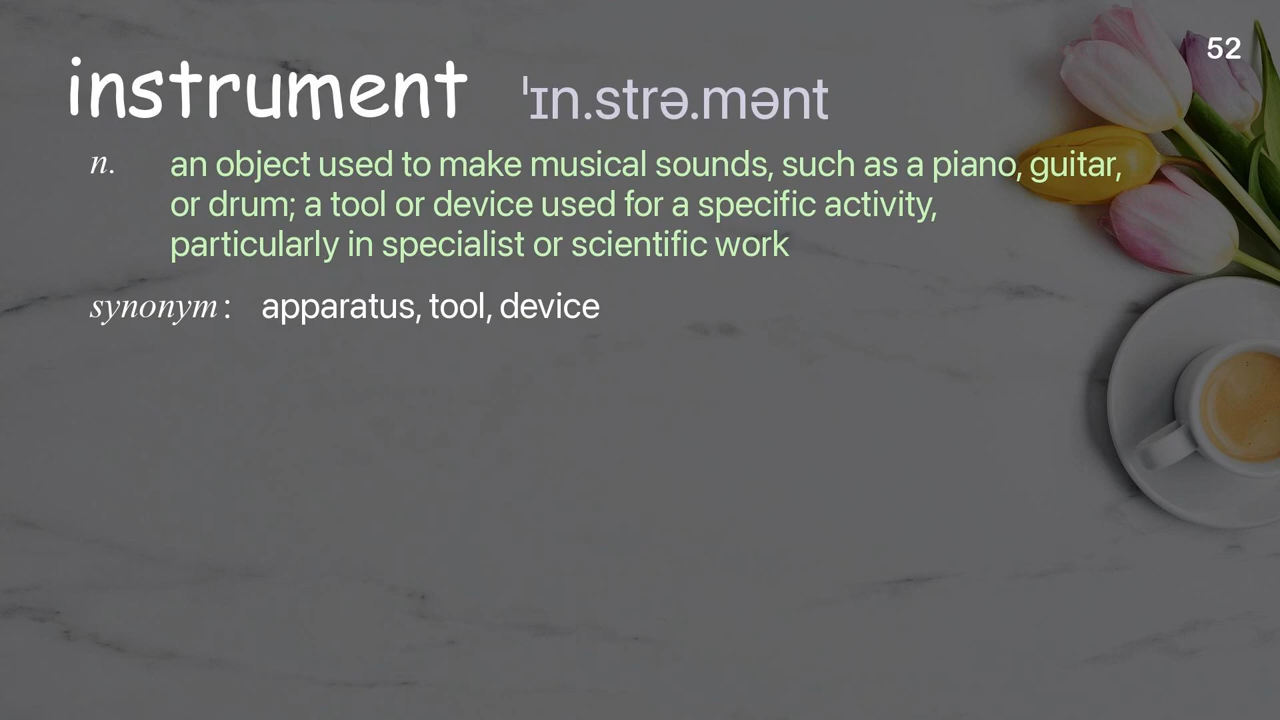 52
instrument ˈɪn.strə.mənt
n. an object used to make musical sounds, such as a piano, guitar,
or drum; a tool or device used for a specific activity,
particularly in specialist or scientific work
synonym: apparatus, tool, device